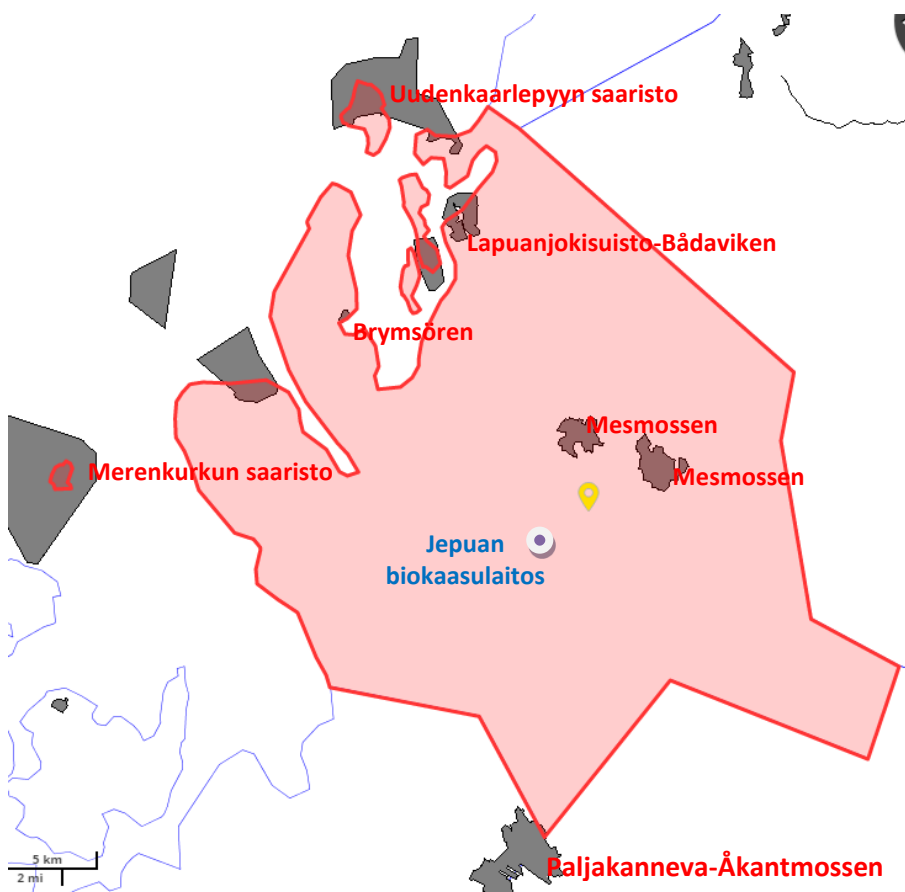 Uudenkaarlepyyn saaristo
Lapuanjokisuisto-Bådaviken
Brymsören
Mesmossen
Merenkurkun saaristo
Mesmossen
Jepuan
biokaasulaitos
5 km
2 mi
Paljakanneva-Åkantmossen